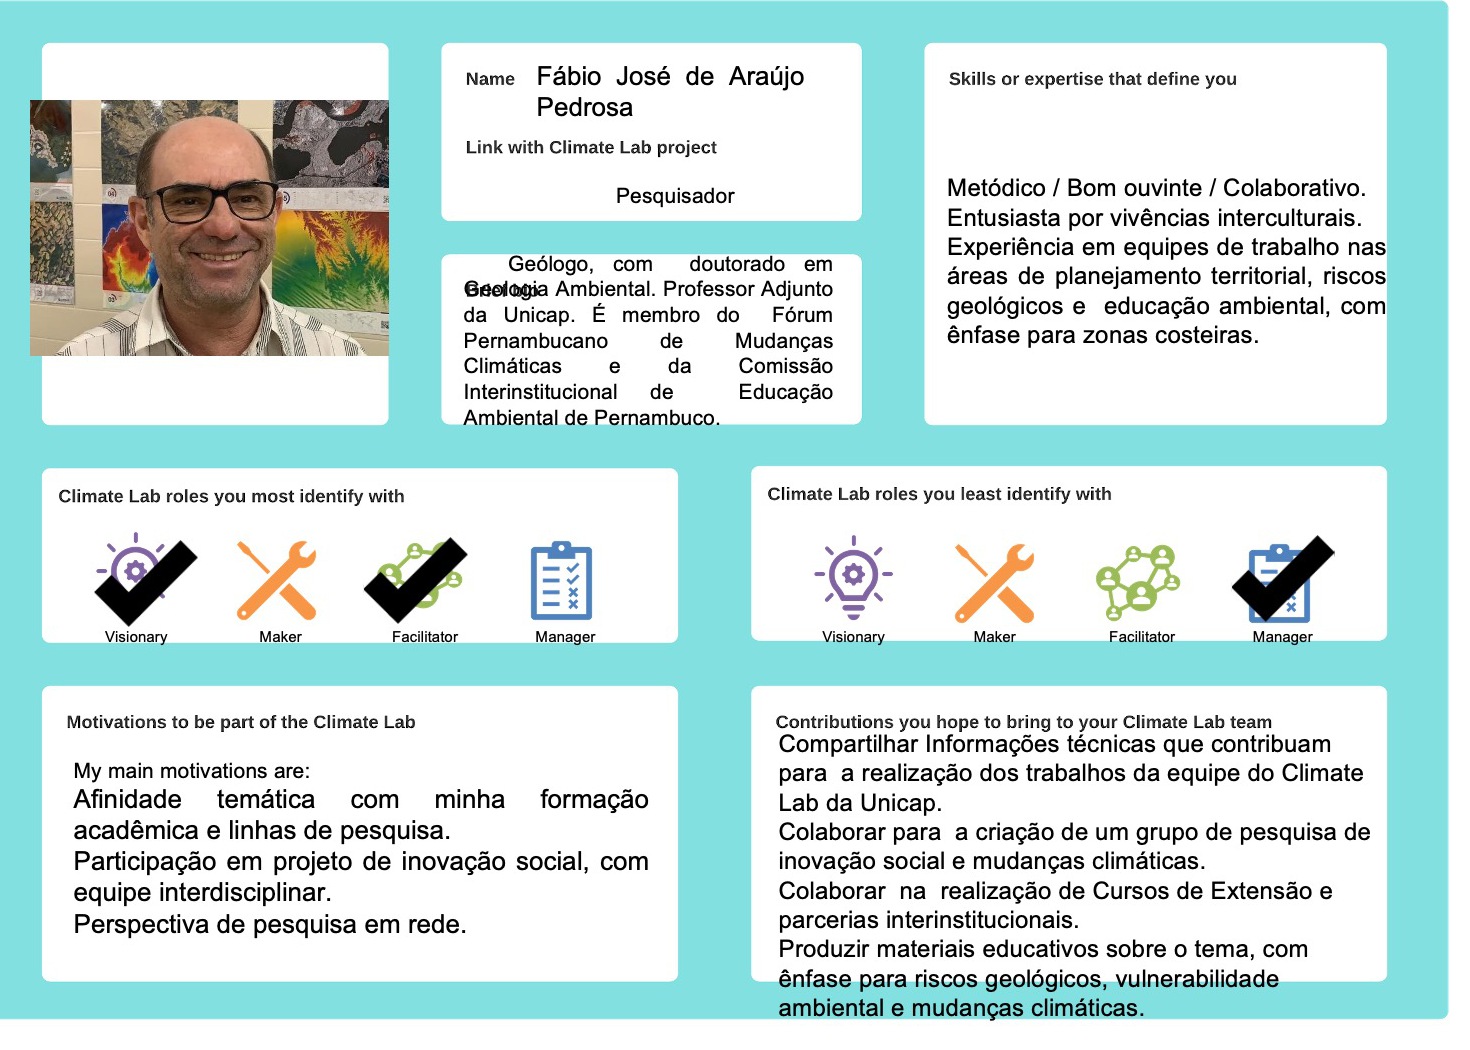 Name Fábio José de Araújo
Pedrosa
Link with Climate Lab project
Pesquisador
Geólogo, com doutorado em
Geologia Ambiental. Professor Adjunto
da Unicap. É membro do Fórum
Pernambucano de Mudanças
Climáticas e da Comissão
Interinstitucional de Educação
Ambiental de Pernambuco.
Skills or expertise that define you
Metódico / Bom ouvinte / Colaborativo.
Entusiasta por vivências interculturais.
Experiência em equipes de trabalho nas
áreas de planejamento territorial, riscos
geológicos e educação ambiental, com
ênfase para zonas costeiras.
Climate Lab roles you most identify with
Visionary Maker Facilitator Manager
Climate Lab roles you least identify with
Visionary Maker Facilitator Manager
Motivations to be part of the Climate Lab
My main motivations are:
Afinidade temática com minha formação
acadêmica e linhas de pesquisa.
Participação em projeto de inovação social, com
equipe interdisciplinar.
Perspectiva de pesquisa em rede.
Contributions you hope to bring to your Climate Lab team
Compartilhar Informações técnicas que contribuam
para a realização dos trabalhos da equipe do Climate
Lab da Unicap.
Colaborar para a criação de um grupo de pesquisa de
inovação social e mudanças climáticas.
Colaborar na realização de Cursos de Extensão e
parcerias interinstitucionais.
Produzir materiais educativos sobre o tema, com
ênfase para riscos geológicos, vulnerabilidade
ambiental e mudanças climáticas.